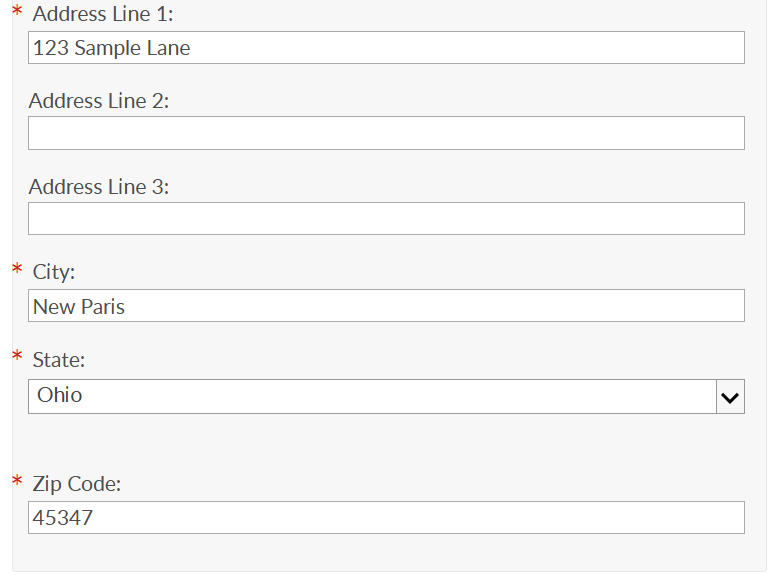 * Address Line 1:
123 Sample Lane
Address Line 2:
Address Line 3:
* City:
New Paris
* State:
Ohio
* Zip Code:
45347